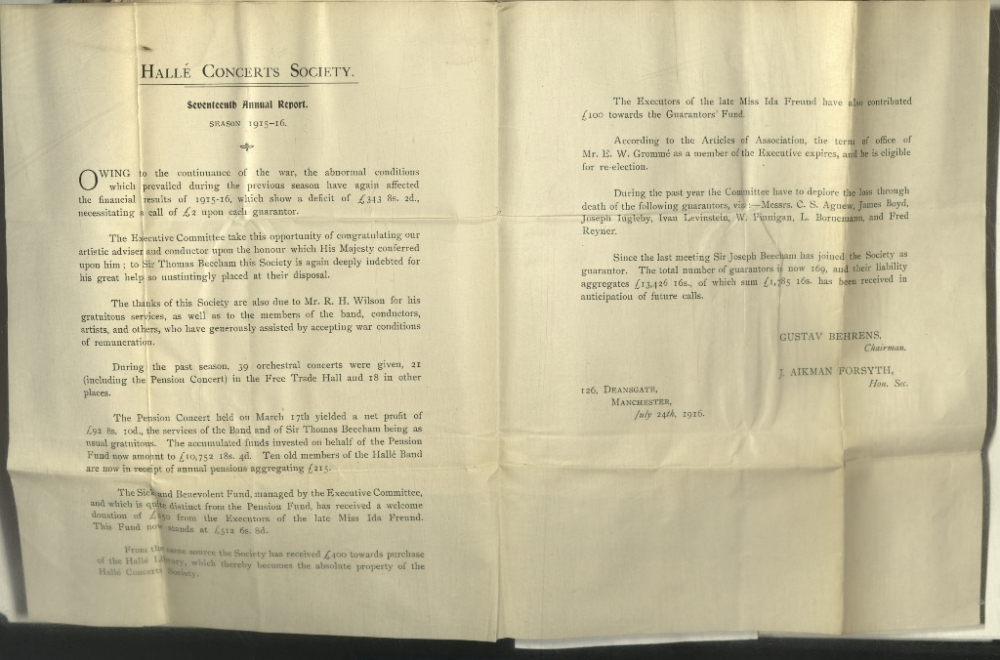 HALLÉ CONCERTS SOCIETY.
Seventeenth Annual Report.
SEASON 1915-16.
OWING to the continuance of the war, the abnormal conditions
which prevailed during the previous season have again affected
the financial results of 1915-16, which show a deficit of £343 8s. 2d.,
necessitating a call of £2 upon each guarantor.
The Executive Committee take this opportunity of congratulating our
artistic adviser and conductor upon the honour which His Majesty conferred
upon him ; to Sir Thomas Beecham this Society is again deeply indebted for
his great help so unstintingly placed at their disposal.
The thanks of this Society are also due to Mr. R. H. Wilson for his
gratuitous services, as well as to the members of the band, conductors,
artists, and others, who have generously assisted by accepting war conditions
of remuneration.
During the past season, 39 orchestral concerts were given, 21
(including the Pension Concert) in the Free Trade Hall and 18 in other
places.
The Pension Concert held on March 17th yielded a net profit of
£92 8s. 10d., the services of the Band and of Sir Thomas Beecham being as
usual gratuitous. The accumulated funds invested on behalf of the Pension
Fund now amount to £10,752 18s. 4d. Ten old members of the Hallé Band
are now in receipt of annual pensions aggregating £215.
The Sick and Benevolent Fund, managed by the Executive Committee,
and which is quite distinct from the Pension Fund, has received a welcome
donation of from the Executors of the late Miss Ida Freund.
This Fund now stands at £512 6s. 8d.
From the same source the Society has received £400 towards purchase
of the Hallé Library, which thereby becomes the absolute property of the
Hallé Concerts Society.
The Executors of the late Miss Ida Freund have also contributed
£100 towards the Guarantors' Fund.
According to the Articles of Association, the term of office of
Mr. E. W. Grommé as a member of the Executive expires, and he is eligible
for re-election.
During the past year the Committee have to deplore the loss through
death of the following guarantors, viz :—Messrs. C. S. Agnew, James Boyd,
Joseph Ingleby, Ivan Levinstein, W. Finnigan, L. Bornemann, and Fred
Reyner.
Since the last meeting Sir Joseph Beecham has joined the Society as
guarantor. The total number of guarantors is now 169, and their liability
aggregates £13,426 16s., of which sum £1,785 16s. has been received in
anticipation of future calls.
GUSTAV BEHRENS,
Chairman.
J. AIKMAN FORSYTH,
Hon. Sec.
126, DEANSGATE,
MANCHESTER,
July 24th, 1916.